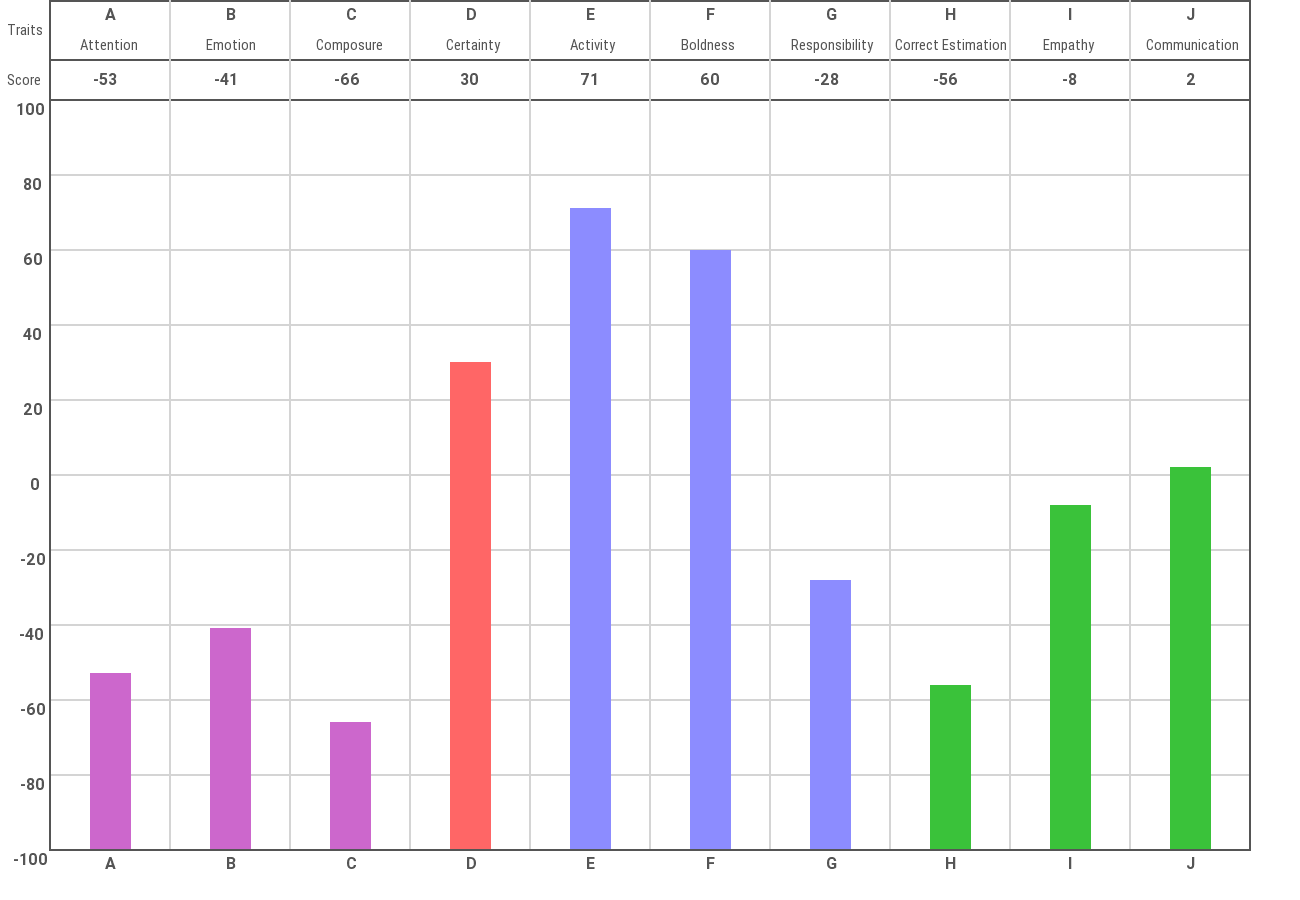 A B C D E F G H I J
Traits
Attention Emotion Composure Certainty Activity Boldness Responsibility Correct Estimation Empathy Communication
Score -53 -41 -66 30 71 60 -28 -56 -8 2
100
80
60
40
20
0
-20
-40
-60
-80
-100
A B C D E F G H I J